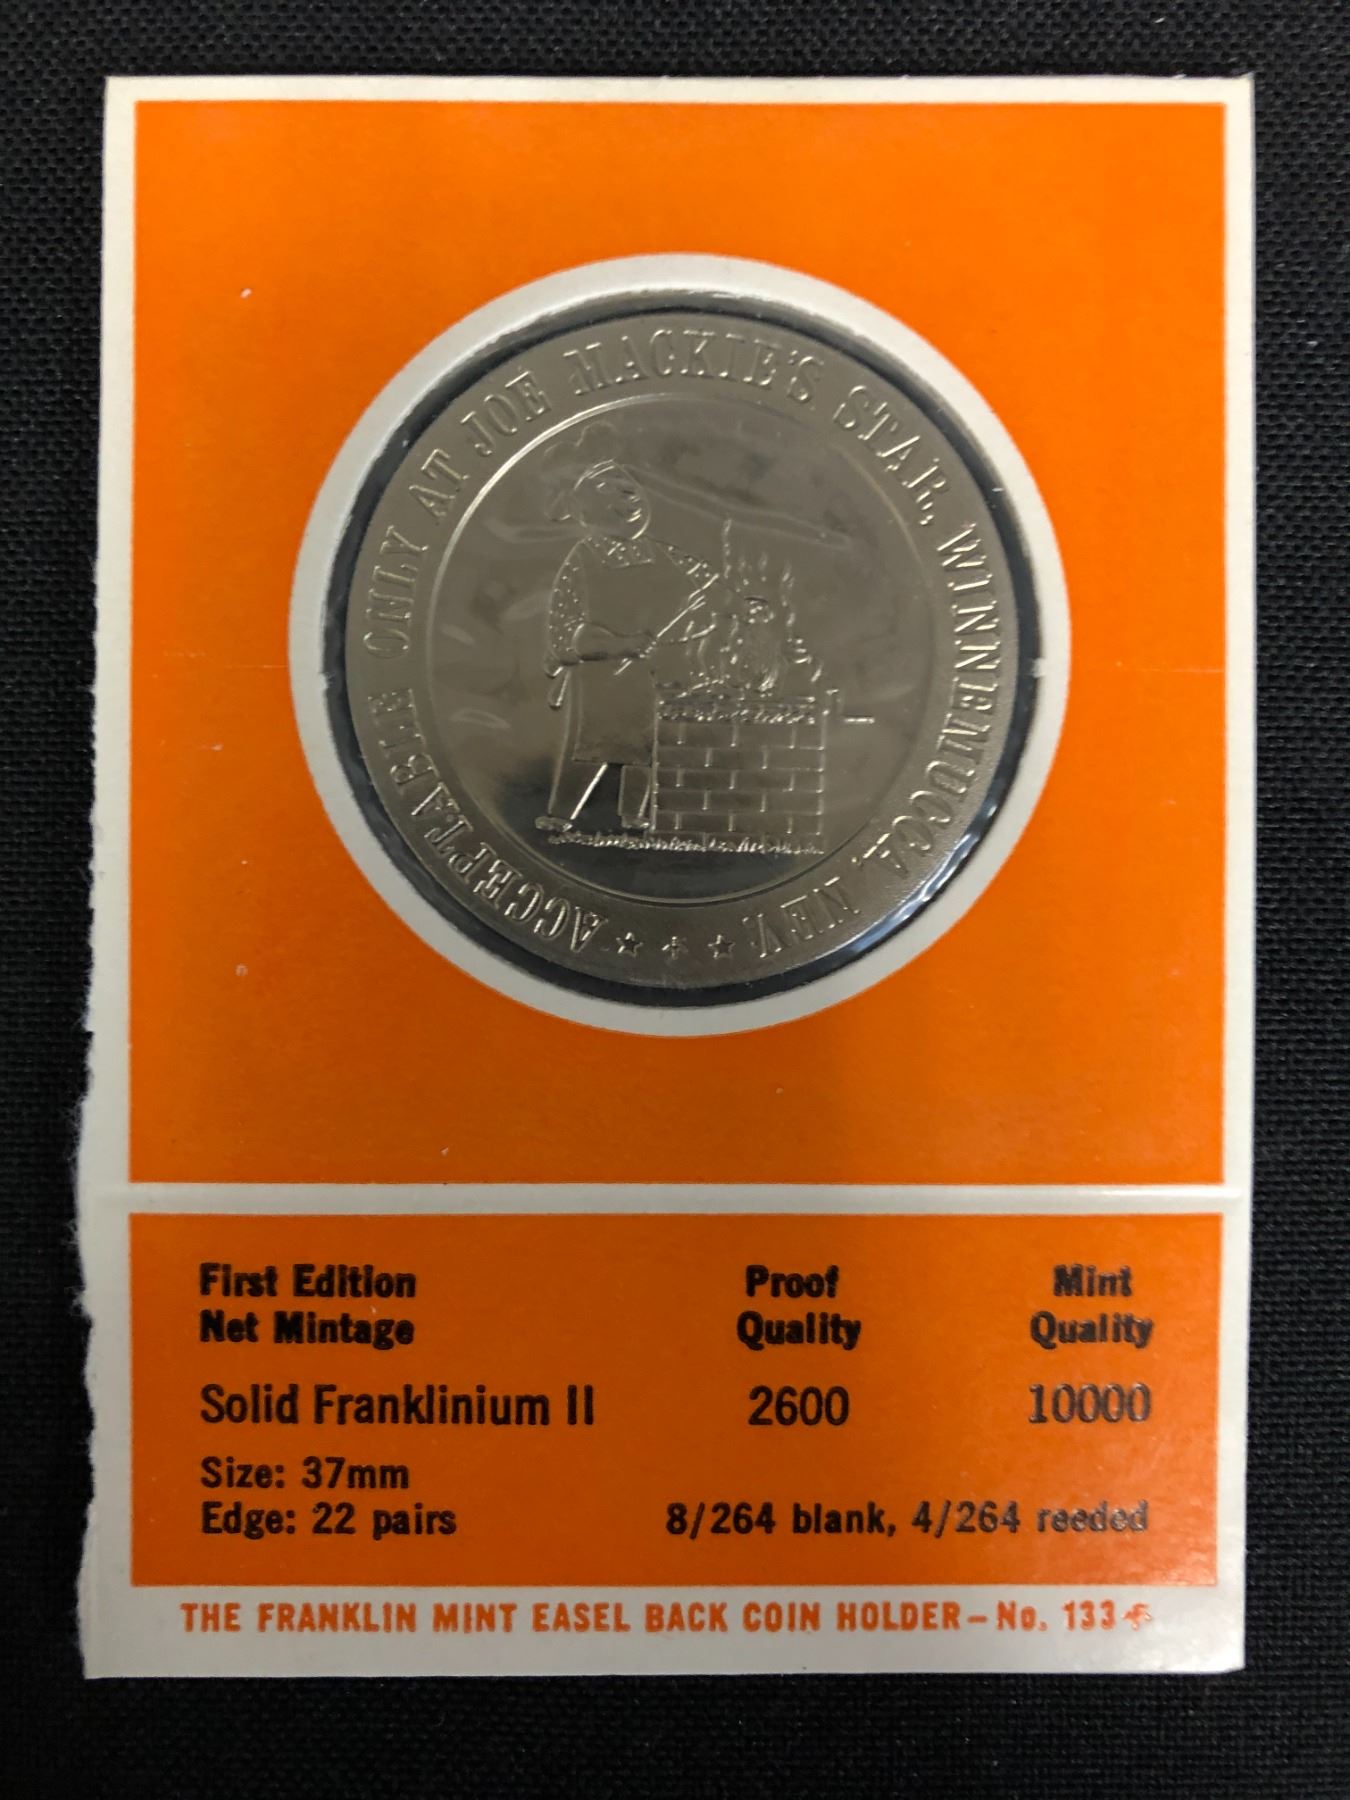 ACCEPTABLE ONLY AT JOE MACKIE'S STAR, WINNEMUCCA, NEV.
First Edition Net Mintage
Proof Quality
Mint Quality
Solid Franklinium II 2600 10000
Size: 37mm
Edge: 22 pairs 8/264 blank, 4/264 reeded
THE FRANKLIN MINT EASEL BACK COIN HOLDER – No. 133